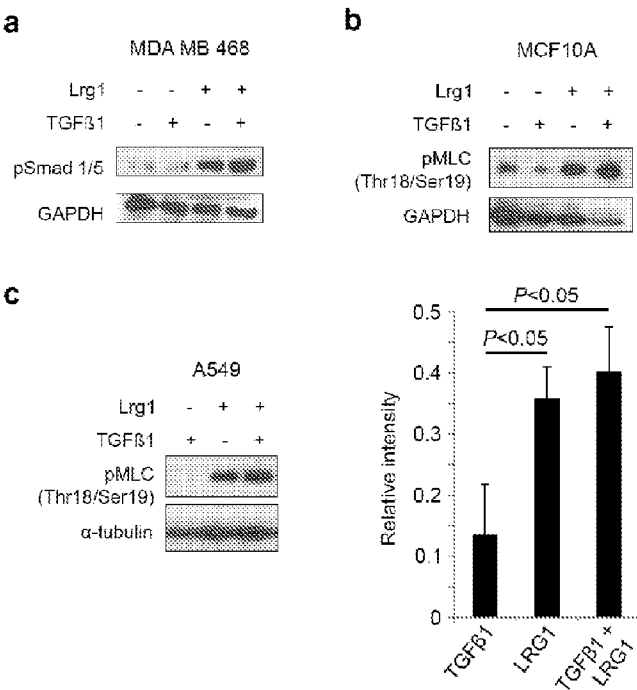 a
MDA MB 468
Lrg1 - - + +
TGFß1 - + - +
pSmad 1/5
GAPDH
b
MCF10A
Lrg1 - - + +
TGFß1 - + - +
pMLC
(Thr18/Ser19)
GAPDH
c
A549
Lrg1 - + +
TGFß1 + - +
pMLC
(Thr18/Ser19)
α-tubulin
Relative intensity
0.5
0.4
0.3
0.2
0.1
0
P<0.05
P<0.05
TGFβ1
LRG1
TGFβ1 +
LRG1